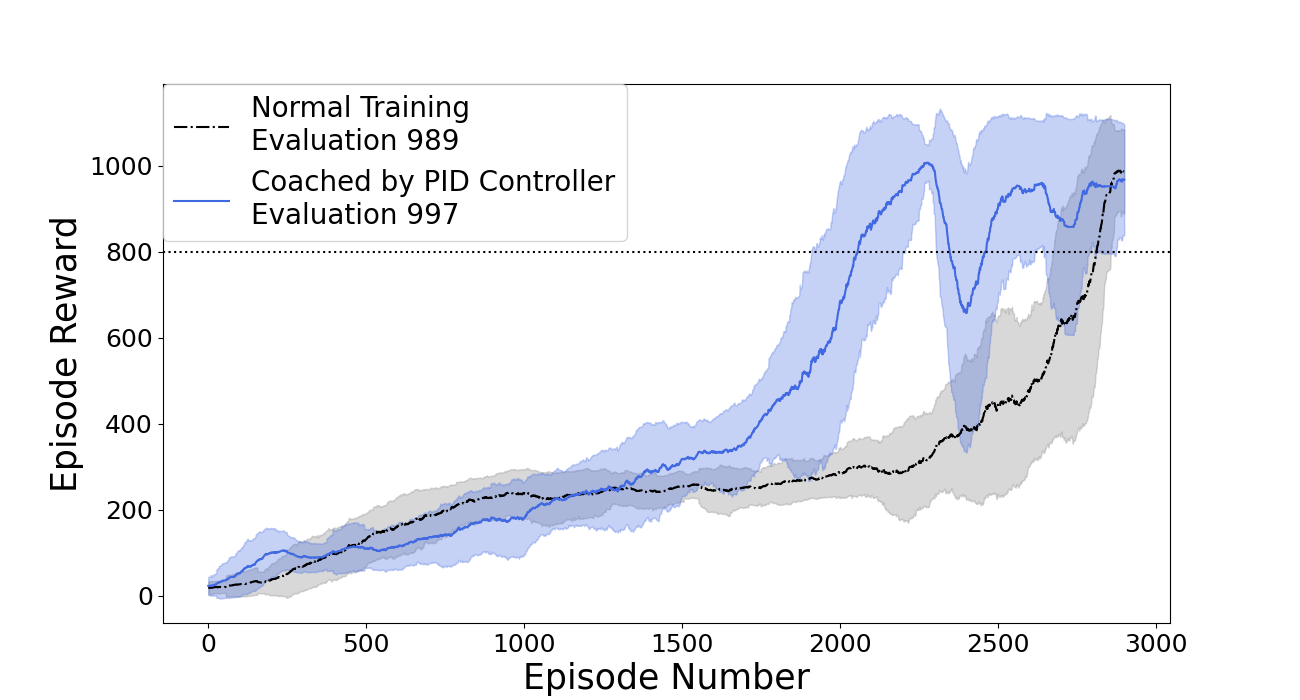 Normal Training
Evaluation 989
Coached by PID Controller
Evaluation 997
Episode Reward
1000
800
600
400
200
0
0 500 1000 1500 2000 2500 3000
Episode Number